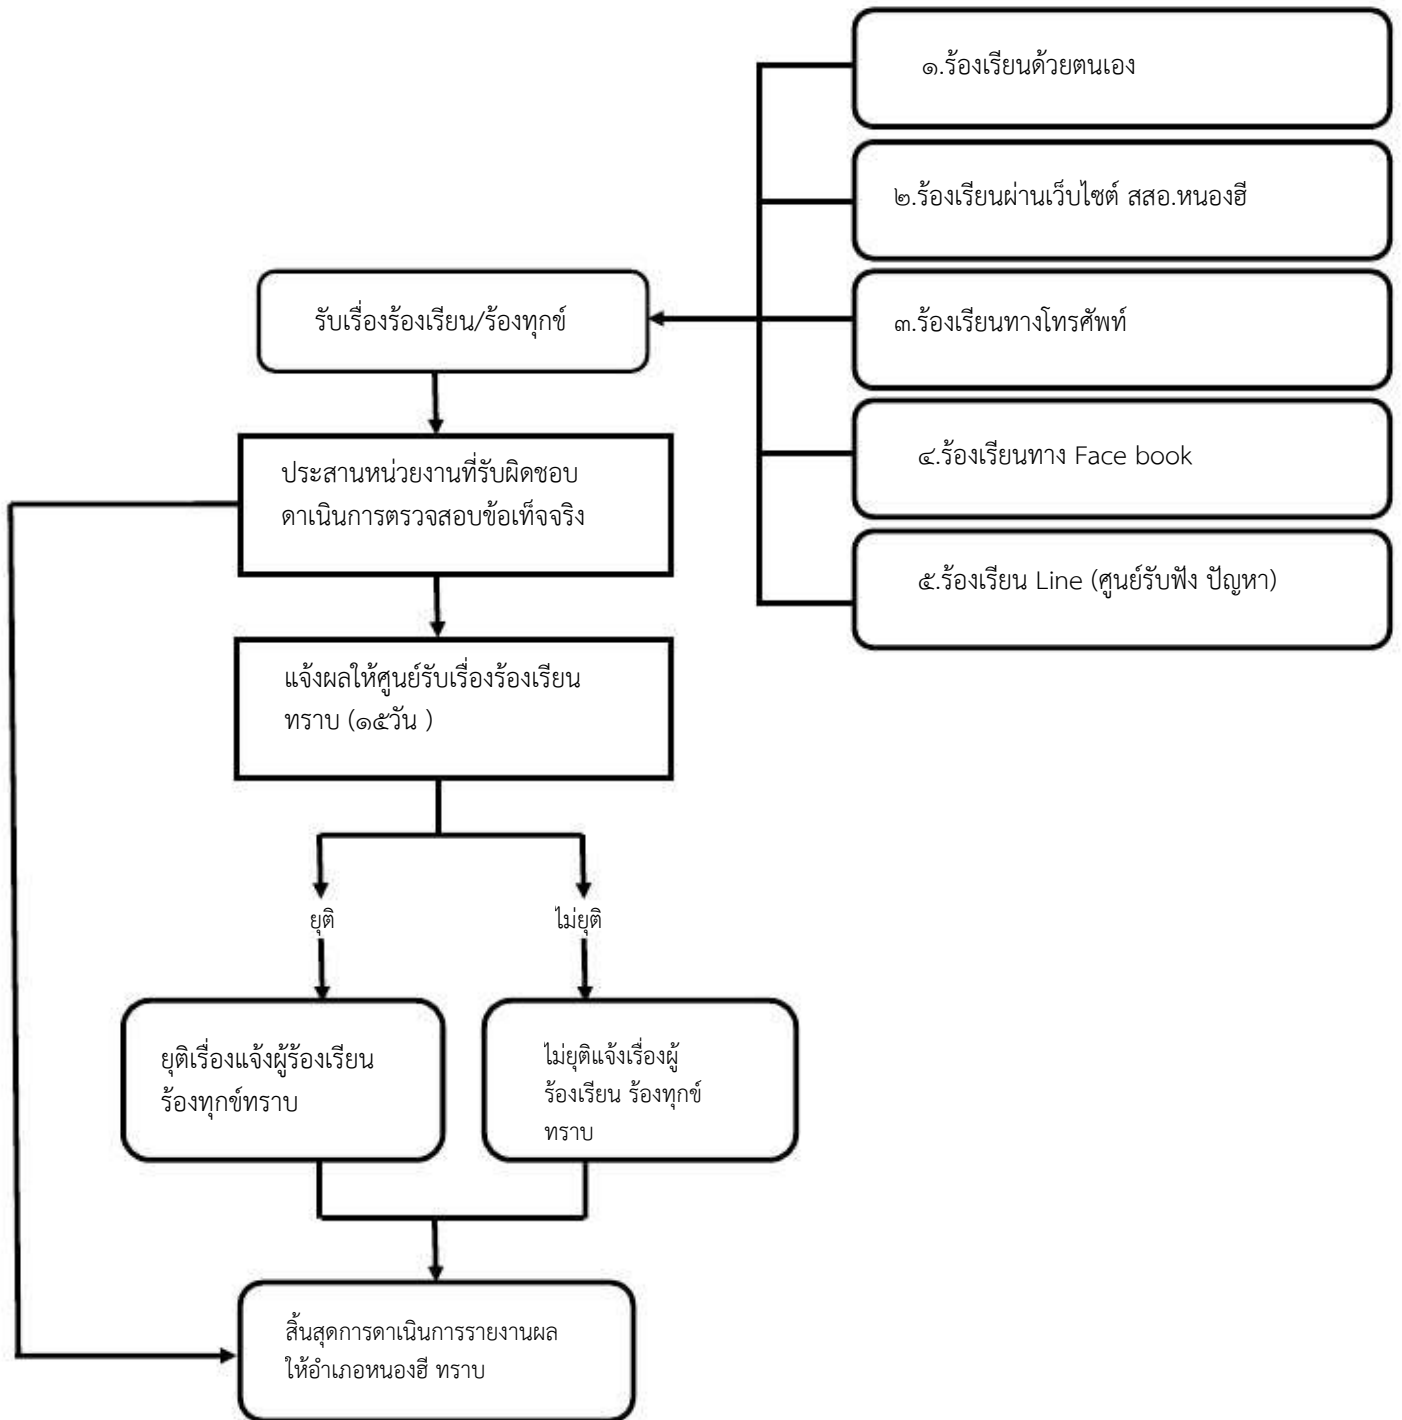 ๑.ร้องเรียนด้วยตนเอง
๒.ร้องเรียนผ่านเว็บไซต์ สสอ.หนองฮี
๓.ร้องเรียนทางโทรศัพท์
๔.ร้องเรียนทาง Face book
๕.ร้องเรียน Line (ศูนย์รับฟัง ปัญหา)
รับเรื่องร้องเรียน/ร้องทุกข์
ประสานหน่วยงานที่รับผิดชอบ
ดาเนินการตรวจสอบข้อเท็จจริง
แจ้งผลให้ศูนย์รับเรื่องร้องเรียน
ทราบ (๑๕วัน )
ยุติ
ไม่ยุติ
ยุติเรื่องแจ้งผู้ร้องเรียน
ร้องทุกข์ทราบ
ไม่ยุติแจ้งเรื่องผู้
ร้องเรียน ร้องทุกข์
ทราบ
สิ้นสุดการดาเนินการรายงานผล
ให้อำเภอหนองฮี ทราบ